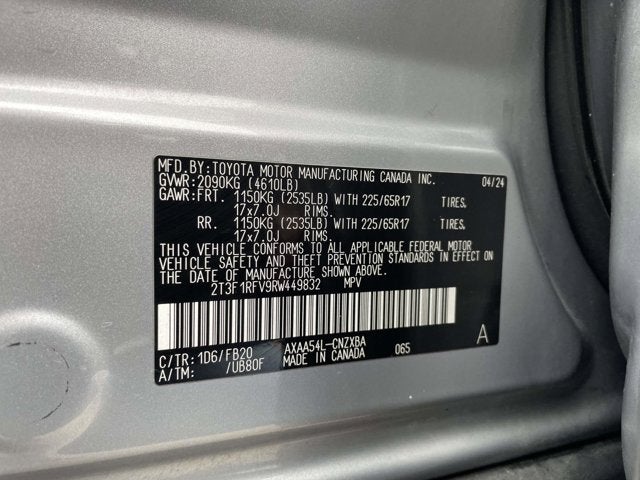 MFD.BY:TOYOTA MOTOR MANUFACTURING CANADA INC. 04/24
GVWR:2090KG (4610LB)
GAWR:FRT. 1150KG (2535LB) WITH 225/65R17 TIRES.
17x7.0J RIMS.
RR. 1150KG (2535LB) WITH 225/65R17 TIRES.
17x7.0J RIMS.
THIS VEHICLE CONFORMS TO ALL APPLICABLE FEDERAL MOTOR
VEHICLE SAFETY AND THEFT PREVENTION STANDARDS IN EFFECT ON
THE DATE OF MANUFACTURE SHOWN ABOVE.
2T3F1RFV9RW449832 MPV
C/TR:1D6/FB20 AXAA54L-CNZXBA 065 A
A/TM: /UB80F MADE IN CANADA